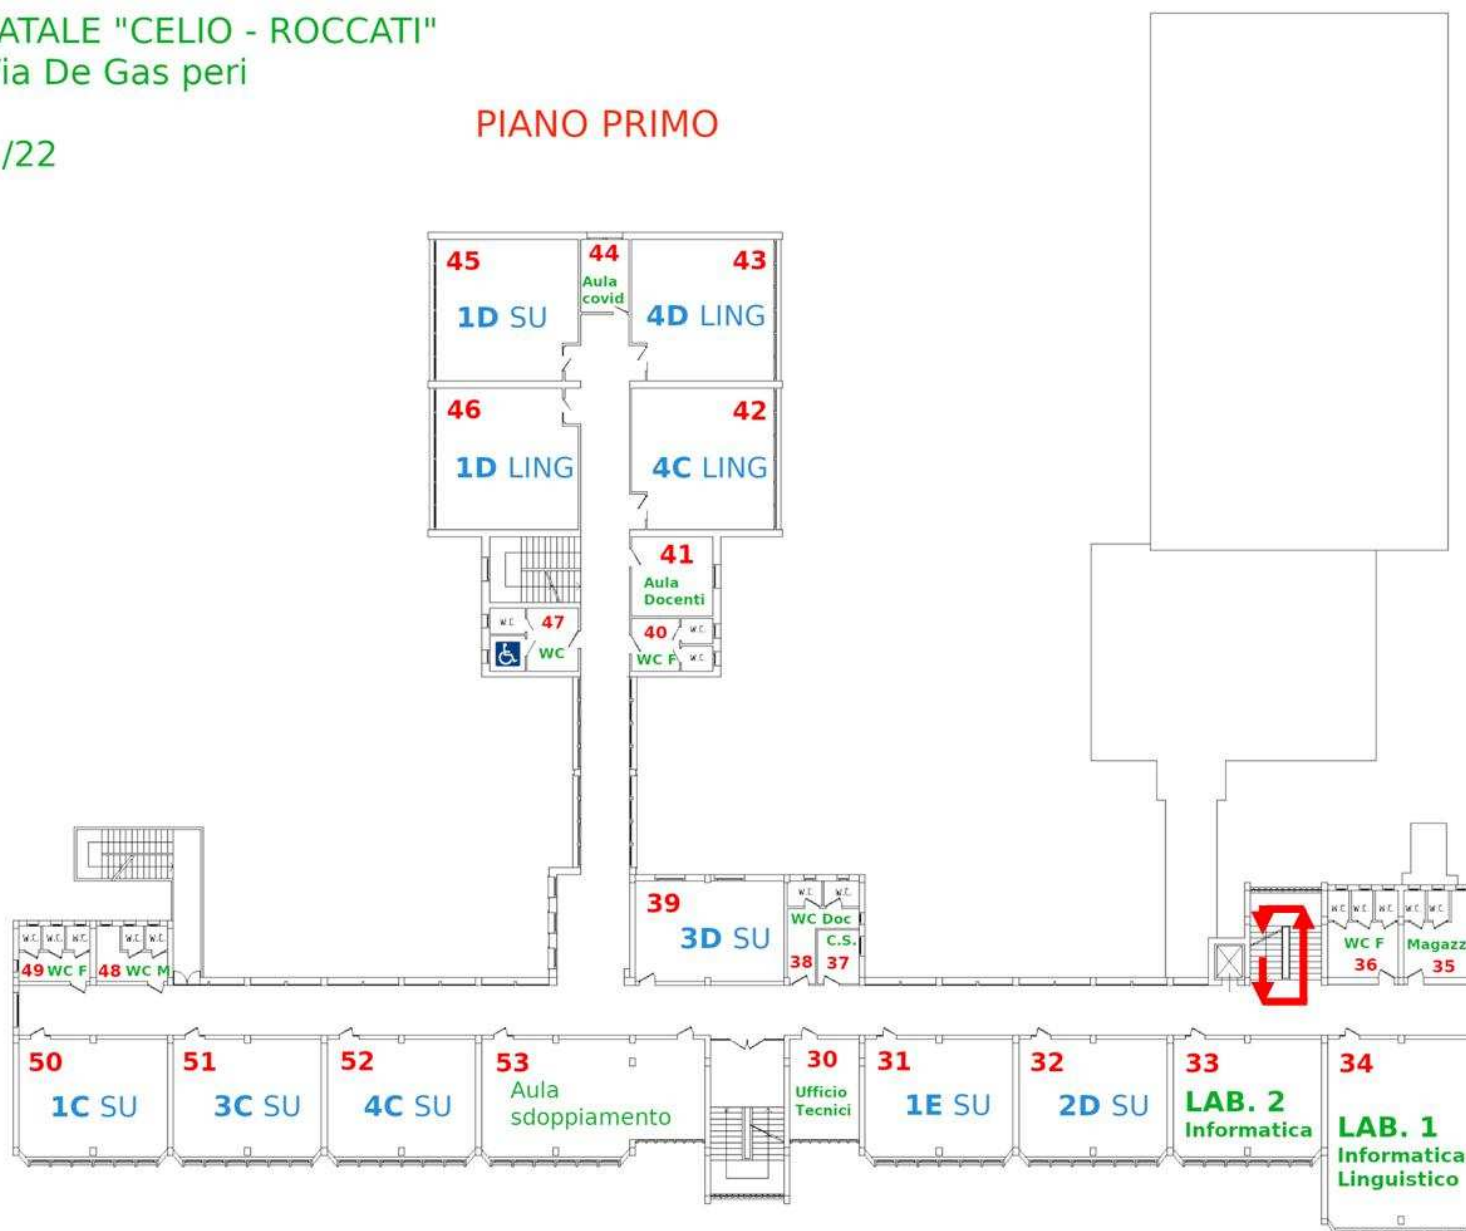 ATALE "CELIO - ROCCATI"
ia De Gas peri
/22
PIANO PRIMO
45
1D SU
44
Aula
covid
43
4D LING
46
1D LING
42
4C LING
41
Aula
Docenti
W.C.
47
WC
40
WC F
W.C.
W.C.
39
3D SU
W.C.
W.C.
WC Doc
C.S.
38
37
W.C.
W.C.
W.C.
49 WC F
W.C.
W.C.
48 WC M
W.C.
W.C.
W.C.
WC F
36
W.C.
W.C.
Magazz
35
50
1C SU
51
3C SU
52
4C SU
53
Aula
sdoppiamento
30
Ufficio
Tecnici
31
1E SU
32
2D SU
33
LAB. 2
Informatica
34
LAB. 1
Informatica
Linguistico